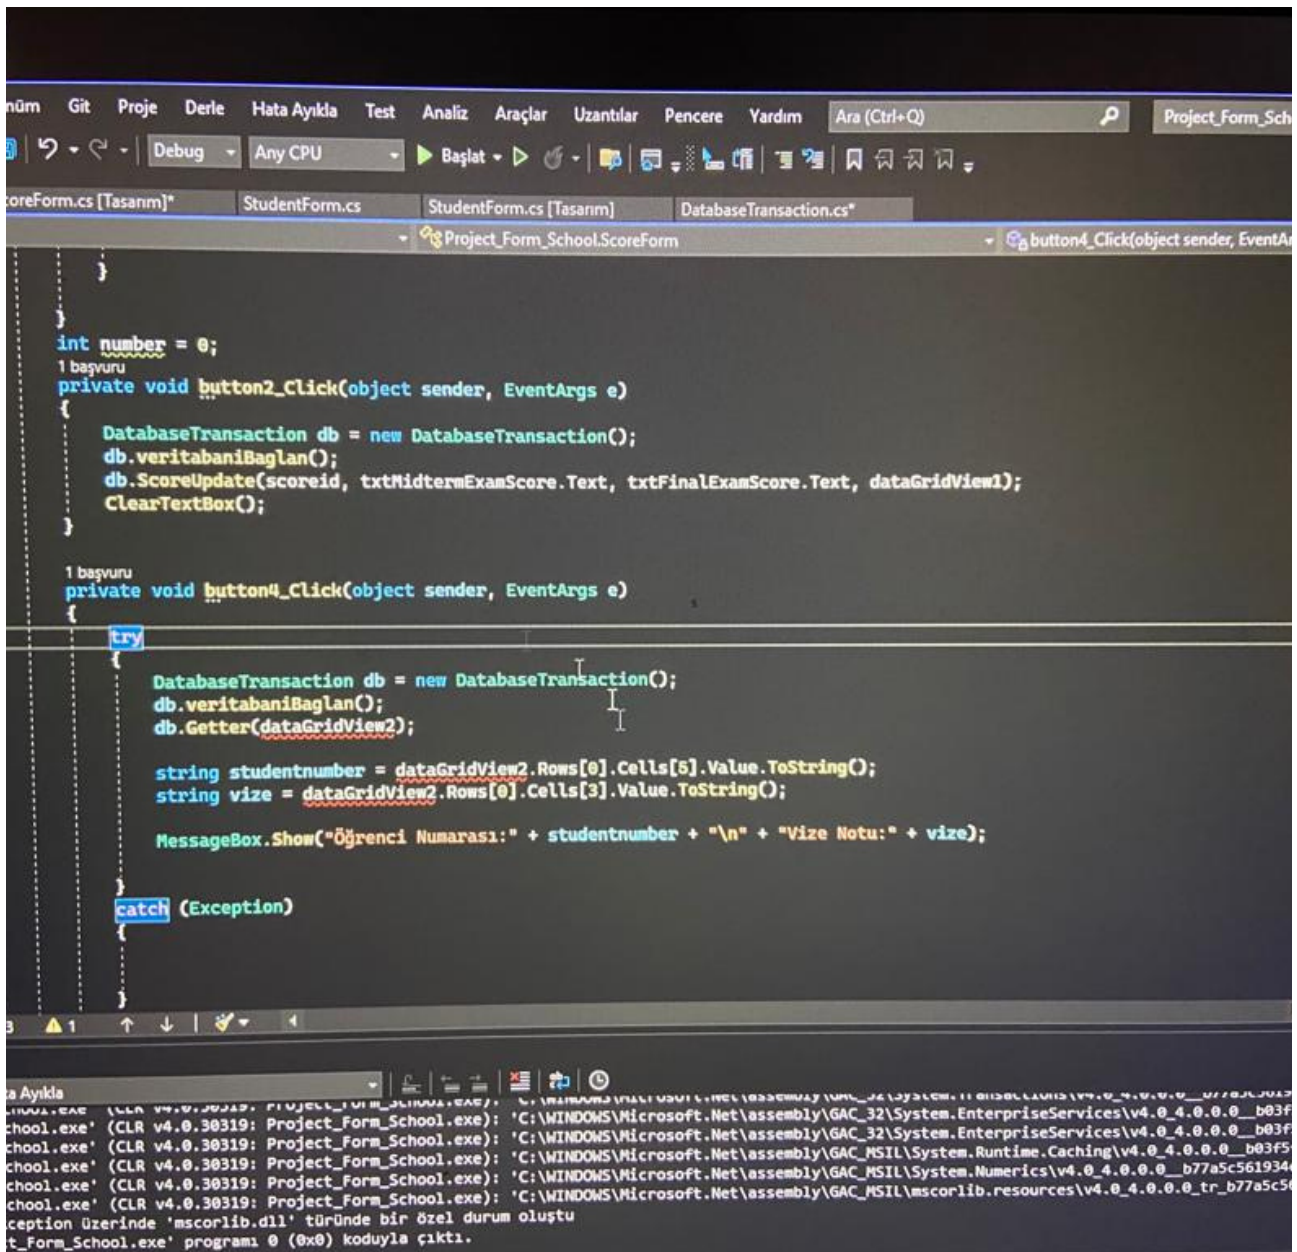 Git Proje Derle Hata Ayıkla Test Analiz Araçlar Uzantılar Pencere Yardım Ara (Ctrl+Q) Project_Form_Sch
Debug Any CPU Başlat
oreForm.cs [Tasarım]* StudentForm.cs StudentForm.cs [Tasarım] DatabaseTransaction.cs*
Project_Form_School.ScoreForm button4_Click(object sender, EventAr
}
}
int number = 0;
1 başvuru
private void button2_Click(object sender, EventArgs e)
{
DatabaseTransaction db = new DatabaseTransaction();
db.veritabaniBaglan();
db.ScoreUpdate(scoreid, txtMidtermExamScore.Text, txtFinalExamScore.Text, dataGridView1);
ClearTextBox();
}
1 başvuru
private void button4_Click(object sender, EventArgs e)
{
try
{
DatabaseTransaction db = new DatabaseTransaction();
db.veritabaniBaglan();
db.Getter(dataGridView2);
string studentnumber = dataGridView2.Rows[0].Cells[5].Value.ToString();
string vize = dataGridView2.Rows[0].Cells[3].Value.ToString();
MessageBox.Show("Öğrenci Numarası:" + studentnumber + "\n" + "Vize Notu:" + vize);
}
catch (Exception)
{
}
3 1
a Ayıkla
chool.exe' (CLR v4.0.30319: Project_Form_School.exe): 'C:\WINDOWS\Microsoft.Net\assembly\GAC_32\System.EnterpriseServices\v4.0_4.0.0.0__b03f
chool.exe' (CLR v4.0.30319: Project_Form_School.exe): 'C:\WINDOWS\Microsoft.Net\assembly\GAC_32\System.EnterpriseServices\v4.0_4.0.0.0__b03f
chool.exe' (CLR v4.0.30319: Project_Form_School.exe): 'C:\WINDOWS\Microsoft.Net\assembly\GAC_MSIL\System.Runtime.Caching\v4.0_4.0.0.0__b03f5
chool.exe' (CLR v4.0.30319: Project_Form_School.exe): 'C:\WINDOWS\Microsoft.Net\assembly\GAC_MSIL\System.Numerics\v4.0_4.0.0.0__b77a5c561934
chool.exe' (CLR v4.0.30319: Project_Form_School.exe): 'C:\WINDOWS\Microsoft.Net\assembly\GAC_MSIL\mscorlib.resources\v4.0_4.0.0.0_tr_b77a5c5
ception üzerinde 'mscorlib.dll' türünde bir özel durum oluştu
t_Form_School.exe' programı 0 (0x0) koduyla çıktı.